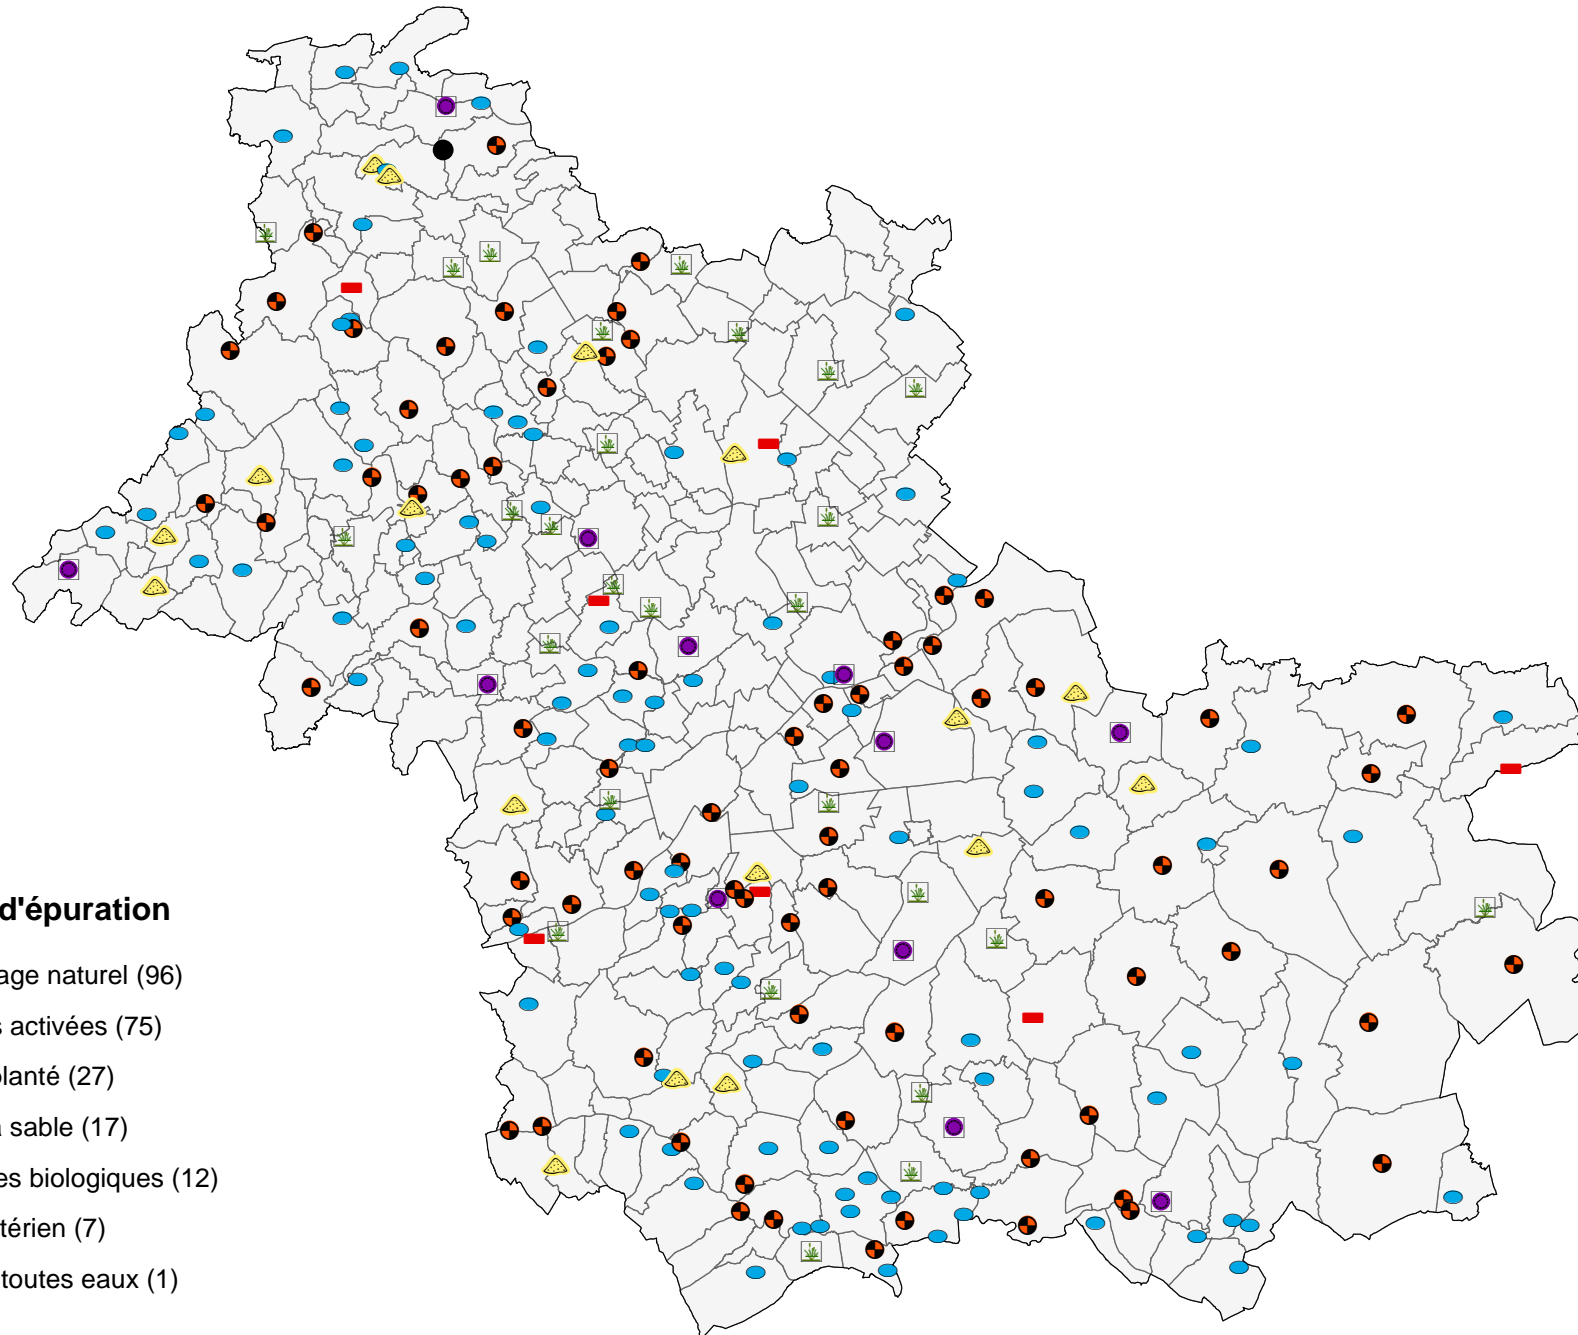 d'épuration
age naturel (96)
s activées (75)
planté (27)
à sable (17)
es biologiques (12)
térien (7)
toutes eaux (1)